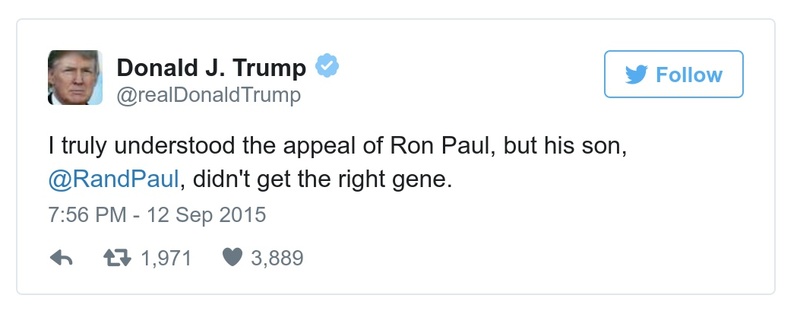 Donald J. Trump
@realDonaldTrump
Follow
I truly understood the appeal of Ron Paul, but his son,
@RandPaul, didn't get the right gene.
7:56 PM - 12 Sep 2015
1,971 3,889